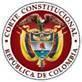 CORTE CONSTITUCIONAL
REPÚBLICA DE COLOMBIA